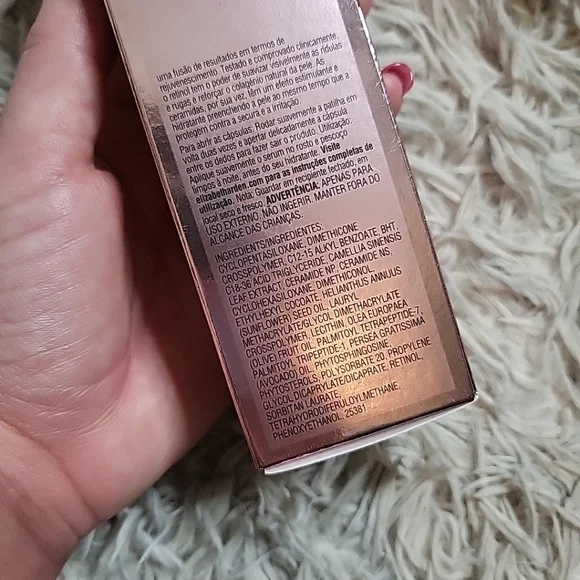 uma fusão de resultados em termos de
rejuvenescimento. Testado e comprovado clinicamente,
o retinol tem o poder de suavizar visivelmente as rídulas
e rugas e reforçar o colagénio natural da pele. As
ceramidas, por sua vez, têm um efeito estimulante e
hidratante preenchendo a pele ao mesmo tempo que a
protegem contra a secura e a irritação.
Para abrir as cápsulas. Rodar suavemente a patilha em
volta duas vezes e apertar delicadamente a cápsula
entre os dedos para fazer sair o produto. Utilização.
Aplique suavemente o serum no rosto e pescoço
limpos à noite, antes do seu hidratante. Visite
elizabetharden.com para as instruções completas de
utilização. Nota. Guardar em recipiente fechado, em
local seco e fresco. ADVERTÊNCIA: APENAS PARA
USO EXTERNO, NÃO INGERIR. MANTER FORA DO
ALCANCE DAS CRIANÇAS.
INGREDIENTS/INGREDIENTES:
CYCLOPENTASILOXANE, DIMETHICONE
CROSSPOLYMER, C12-15 ALKYL BENZOATE, BHT,
C18-36 ACID TRIGLYCERIDE, CAMELLIA SINENSIS
LEAF EXTRACT, CERAMIDE NP, CERAMIDE NS,
CYCLOHEXASILOXANE, DIMETHICONOL,
ETHYLHEXYL COCOATE, HELIANTHUS ANNUUS
(SUNFLOWER) SEED OIL, LAURYL
METHACRYLATE/GLYCOL DIMETHACRYLATE
CROSSPOLYMER, LECITHIN, OLEA EUROPAEA
(OLIVE) FRUIT OIL, PALMITOYL TETRAPEPTIDE-7,
PALMITOYL TRIPEPTIDE-1, PERSEA GRATISSIMA
(AVOCADO) OIL, PHYTOSPHINGOSINE,
PHYTOSTEROLS, POLYSORBATE 20, PROPYLENE
GLYCOL DICAPRYLATE/DICAPRATE, RETINOL,
SORBITAN LAURATE,
TETRAHYDRODIFERULOYLMETHANE,
PHENOXYETHANOL. 25381